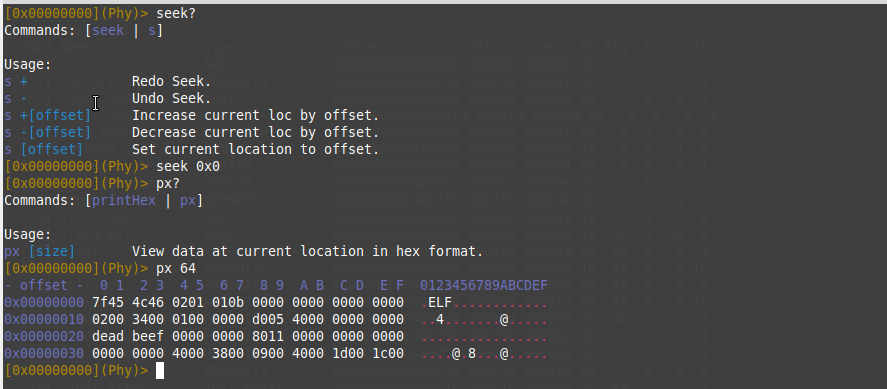 [0x00000000](Phy)> seek?
Commands: [seek | s]
Usage:
s + Redo Seek.
s - Undo Seek.
s +[offset] Increase current loc by offset.
s -[offset] Decrease current loc by offset.
s [offset] Set current location to offset.
[0x00000000](Phy)> seek 0x0
[0x00000000](Phy)> px?
Commands: [printHex | px]
Usage:
px [size] View data at current location in hex format.
[0x00000000](Phy)> px 64
- offset - 0 1 2 3 4 5 6 7 8 9 A B C D E F 0123456789ABCDEF
0x00000000 7f45 4c46 0201 010b 0000 0000 0000 0000 .ELF............
0x00000010 0200 3400 0100 0000 d005 4000 0000 0000 ..4.......@.....
0x00000020 dead beef 0000 0000 8011 0000 0000 0000 ................
0x00000030 0000 0000 4000 3800 0900 4000 1d00 1c00 ....@.8...@.....
[0x00000000](Phy)>